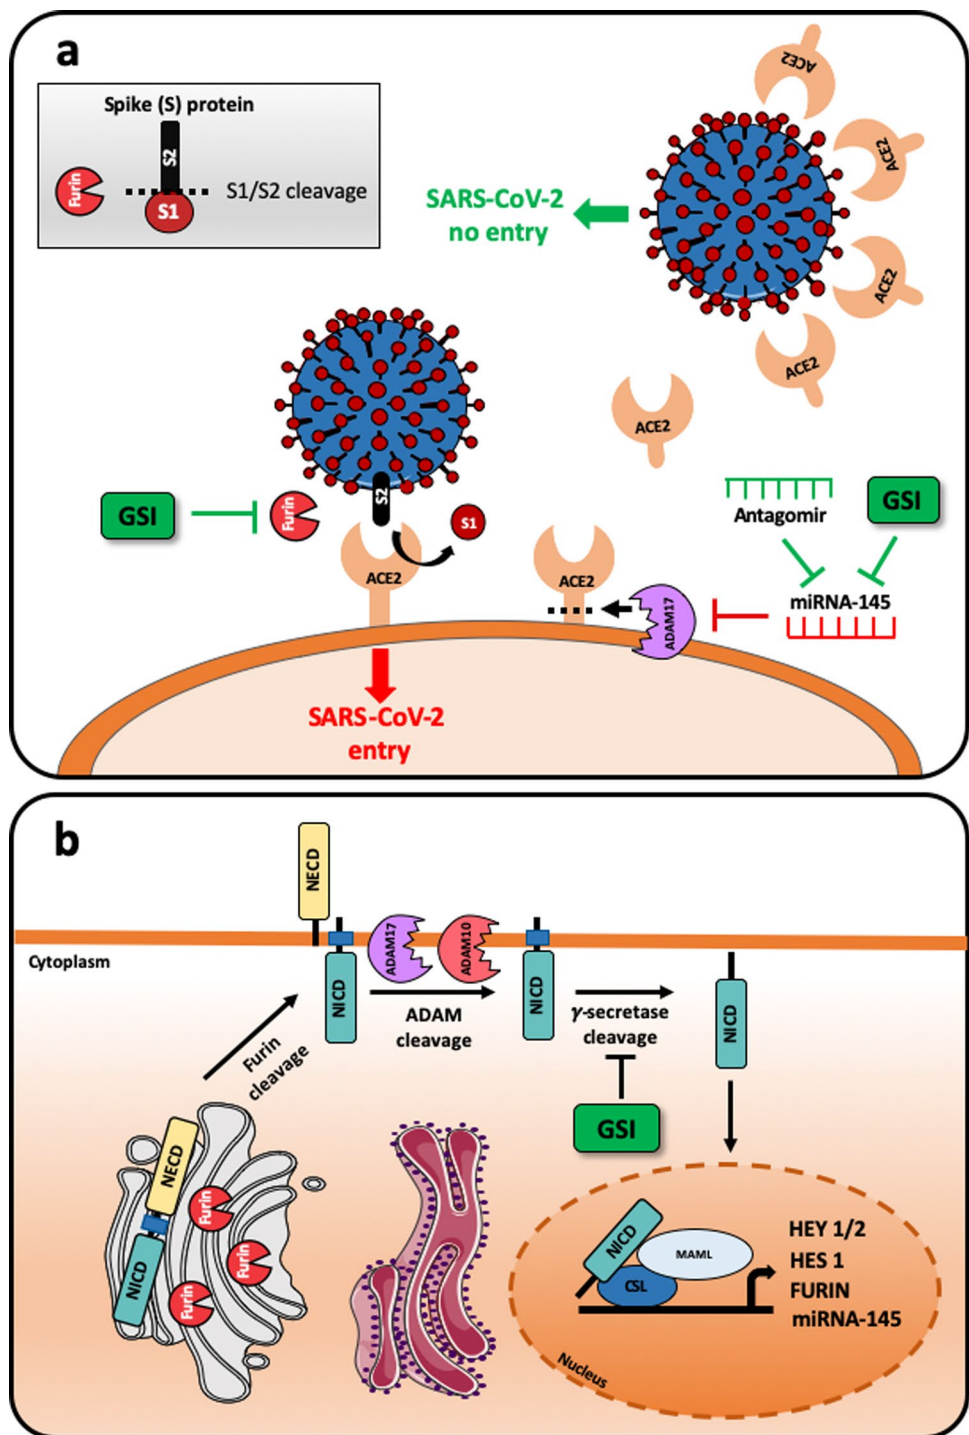 a
Spike (S) protein
S2
Furin
S1/S2 cleavage
S1
ACE2
ACE2
SARS-CoV-2
no entry
ACE2
ACE2
ACE2
S2
GSI
Furin
S1
Antagomir
GSI
ACE2
ACE2
ADAM17
miRNA-145
SARS-CoV-2
entry
b
NECD
Cytoplasm
NICD
ADAM17
ADAM10
NICD
NICD
ADAM
cleavage
γ-secretase
cleavage
Furin
cleavage
GSI
NECD
NICD
Furin
Furin
Furin
NICD
MAML
CSL
HEY 1/2
HES 1
FURIN
miRNA-145
Nucleus